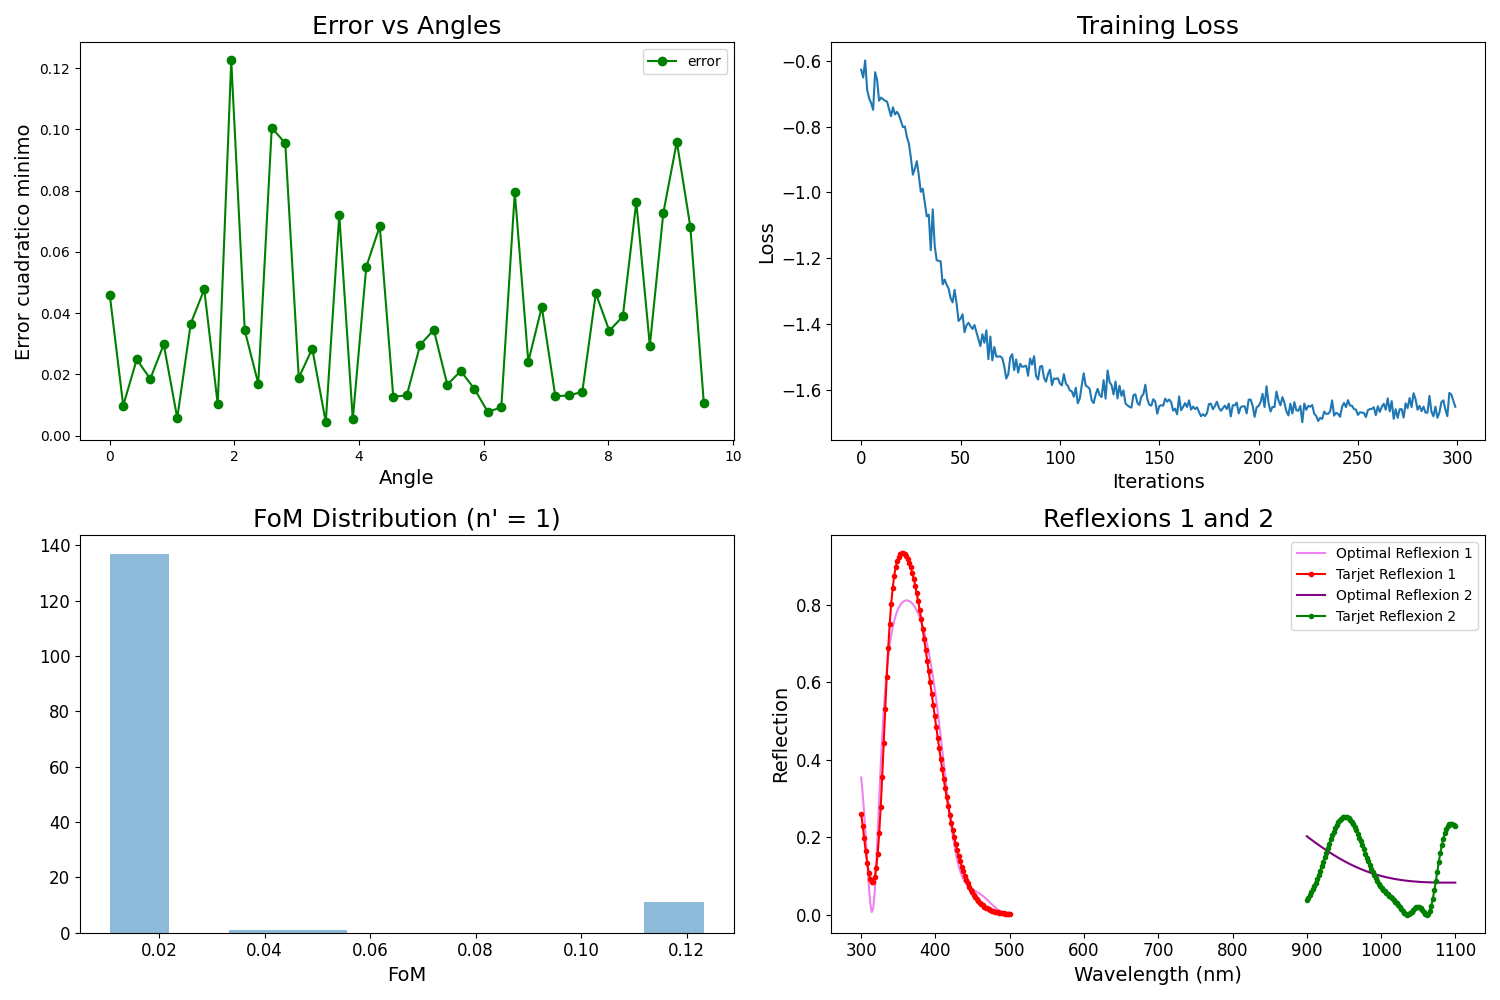 Error vs Angles
error
0.12
0.10
0.08
0.06
0.04
0.02
0.00
Error cuadratico minimo
0 2 4 6 8 10
Angle
Training Loss
−0.6
−0.8
−1.0
−1.2
−1.4
−1.6
Loss
0 50 100 150 200 250 300
Iterations
FoM Distribution (n' = 1)
140
120
100
80
60
40
20
0
0.02 0.04 0.06 0.08 0.10 0.12
FoM
Reflexions 1 and 2
Optimal Reflexion 1
Tarjet Reflexion 1
Optimal Reflexion 2
Tarjet Reflexion 2
0.8
0.6
0.4
0.2
0.0
Reflection
300 400 500 600 700 800 900 1000 1100
Wavelength (nm)